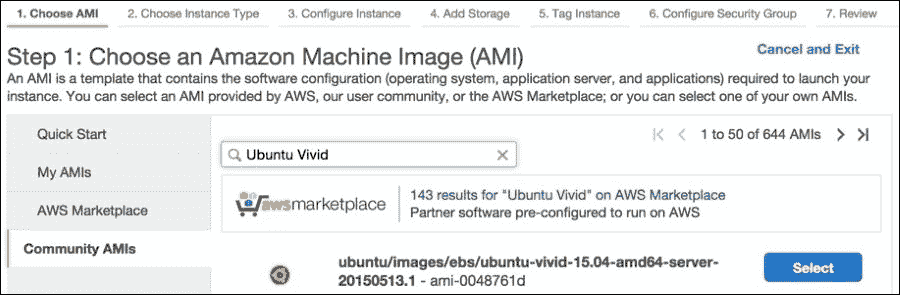 1. Choose AMI 2. Choose Instance Type 3. Configure Instance 4. Add Storage 5. Tag Instance 6. Configure Security Group 7. Review
Step 1: Choose an Amazon Machine Image (AMI)
Cancel and Exit
An AMI is a template that contains the software configuration (operating system, application server, and applications) required to launch your
instance. You can select an AMI provided by AWS, our user community, or the AWS Marketplace; or you can select one of your own AMIs.
Quick Start
My AMIs
AWS Marketplace
Community AMIs
1 to 50 of 644 AMIs
Ubuntu Vivid
awsmarketplace
143 results for "Ubuntu Vivid" on AWS Marketplace
Partner software pre-configured to run on AWS
ubuntu/images/ebs/ubuntu-vivid-15.04-amd64-server-
20150513.1 - ami-0048761d
Select